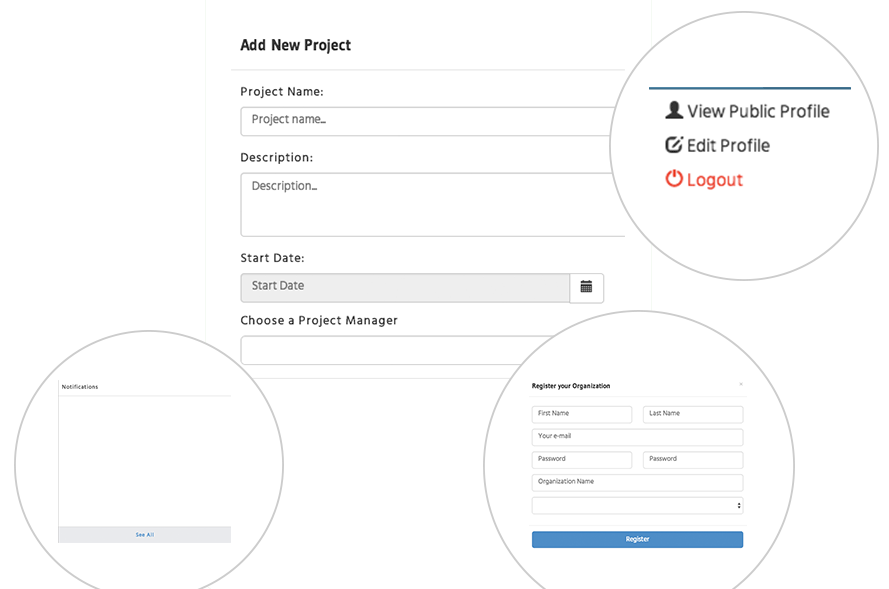 Add New Project
Project Name:
Project name...
Description:
Description...
Start Date:
Start Date
Choose a Project Manager
View Public Profile
Edit Profile
Logout
Notifications
See All
Register your Organization
×
First Name
Last Name
Your e-mail
Password
Password
Organization Name
Register